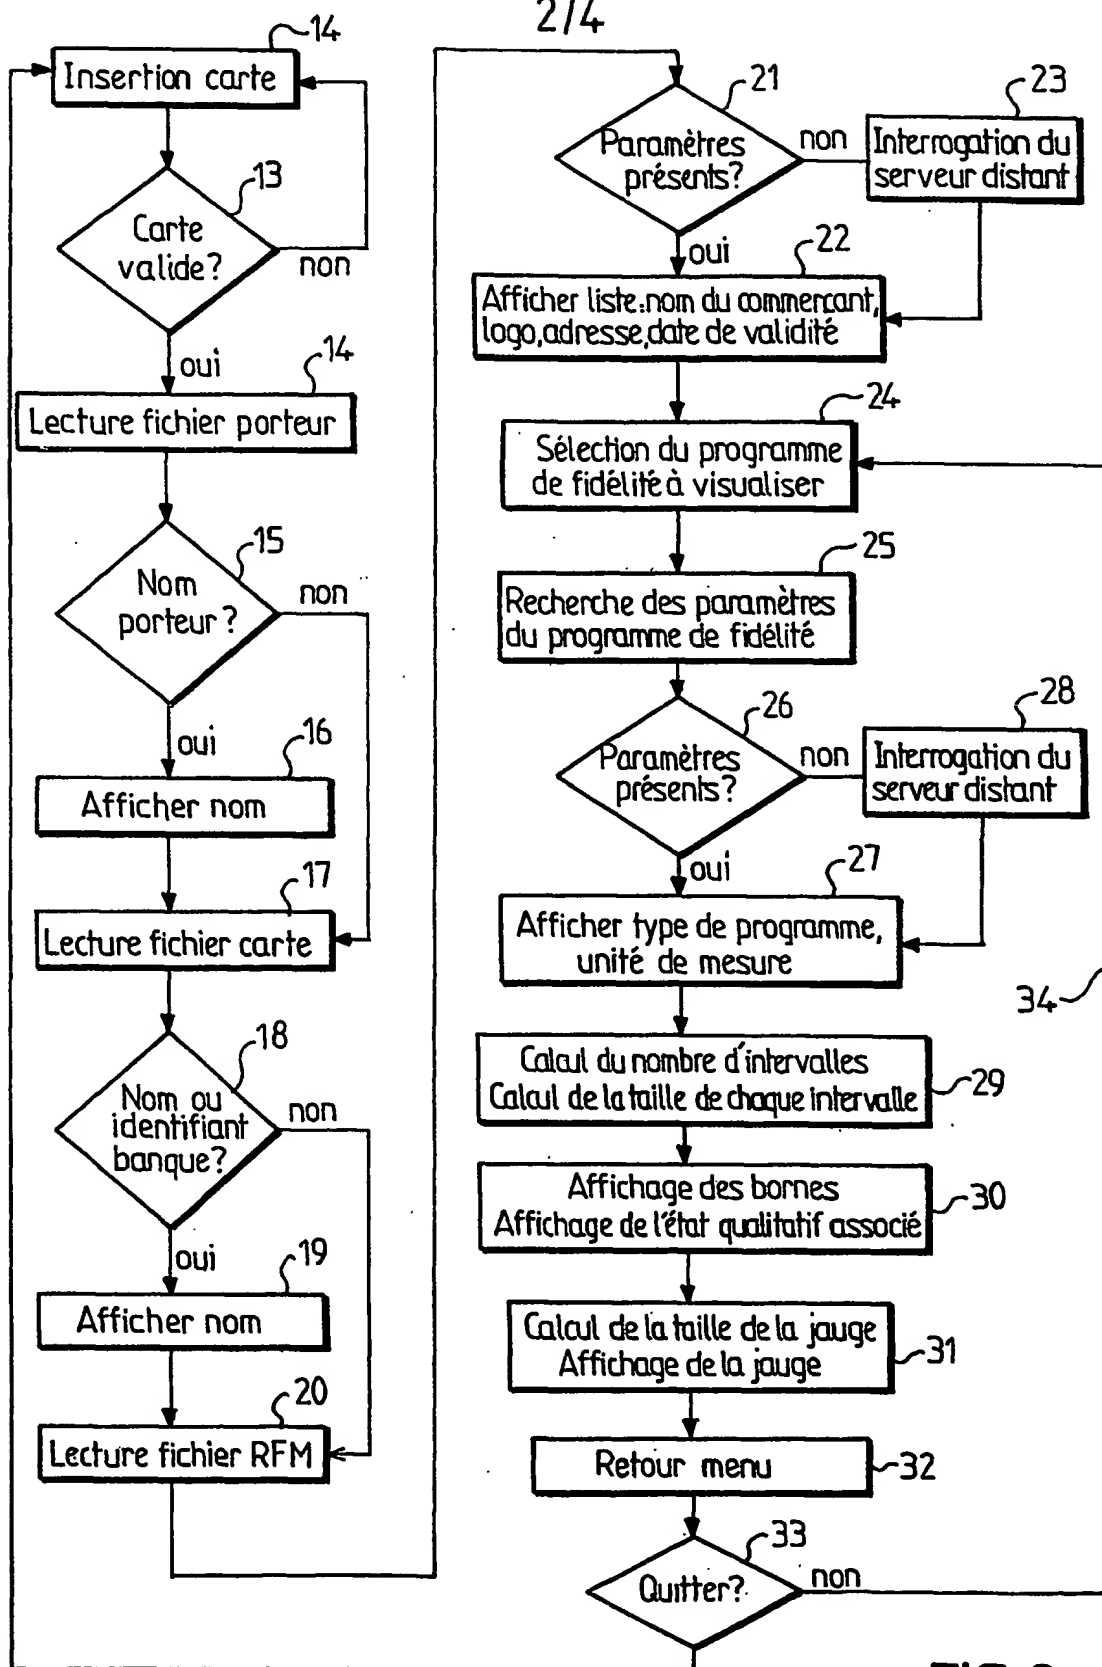 2/4
14
Insertion carte
13
Carte
valide?
non
oui
14
Lecture fichier porteur
15
Nom
porteur?
non
oui
16
Afficher nom
17
Lecture fichier carte
18
Nom ou
identifiant
banque?
non
oui
19
Afficher nom
20
Lecture fichier RFM
21
Paramètres
présents?
non
23
Interrogation du
serveur distant
oui
22
Afficher liste:nom du commerçant,
logo,adresse,date de validité
24
Sélection du programme
de fidélité à visualiser
25
Recherche des paramètres
du programme de fidélité
26
Paramètres
présents?
non
28
Interrogation du
serveur distant
oui
27
Afficher type de programme,
unité de mesure
34
Calcul du nombre d'intervalles
Calcul de la taille de chaque intervalle
29
Affichage des bornes
Affichage de l'état qualitatif associé
30
Calcul de la taille de la jauge
Affichage de la jauge
31
Retour menu
32
33
Quitter?
non